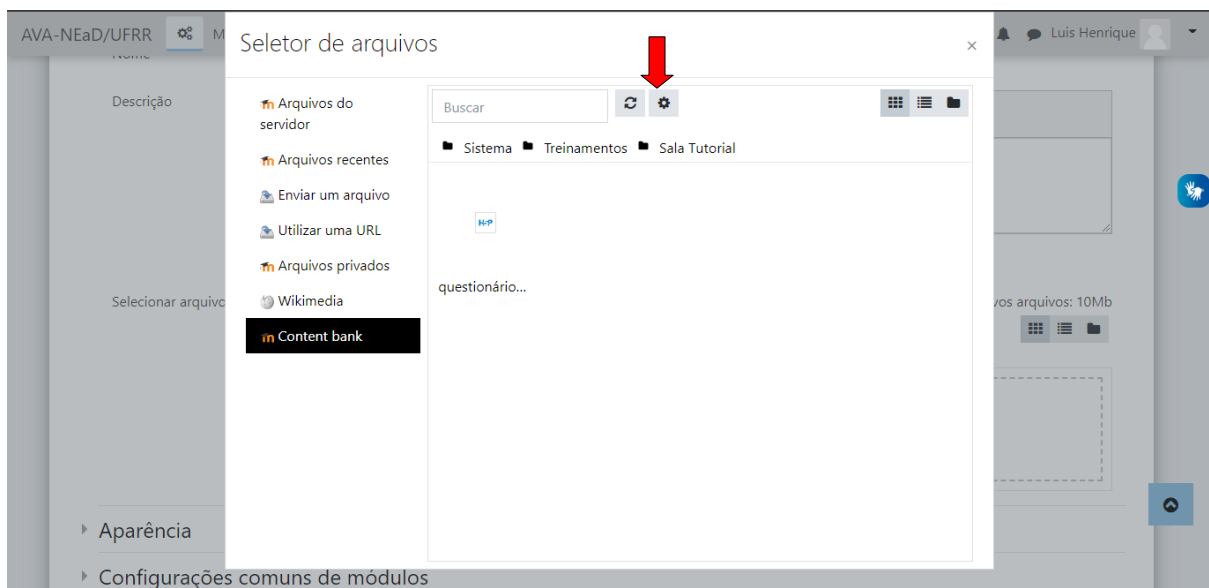 AVA-NEaD/UFRR
M
Seletor de arquivos
×
Luis Henrique
Nome
Descrição
Arquivos do
servidor
Arquivos recentes
Enviar um arquivo
Utilizar uma URL
Arquivos privados
Wikimedia
Content bank
Buscar
Sistema Treinamentos Sala Tutorial
H-P
questionário...
Selecionar arquivo
vos arquivos: 10Mb
Aparência
Configurações comuns de módulos